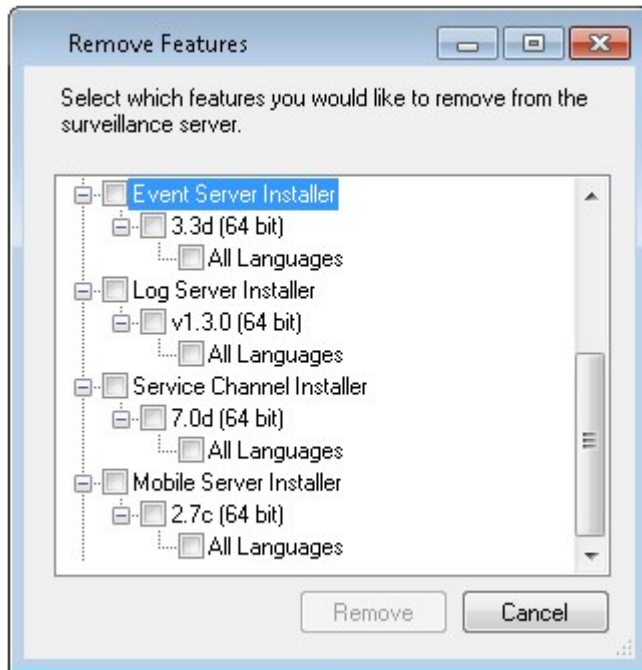 Remove Features
Select which features you would like to remove from the
surveillance server.
Event Server Installer
3.3d (64 bit)
All Languages
Log Server Installer
v1.3.0 (64 bit)
All Languages
Service Channel Installer
7.0d (64 bit)
All Languages
Mobile Server Installer
2.7c (64 bit)
All Languages
Remove
Cancel